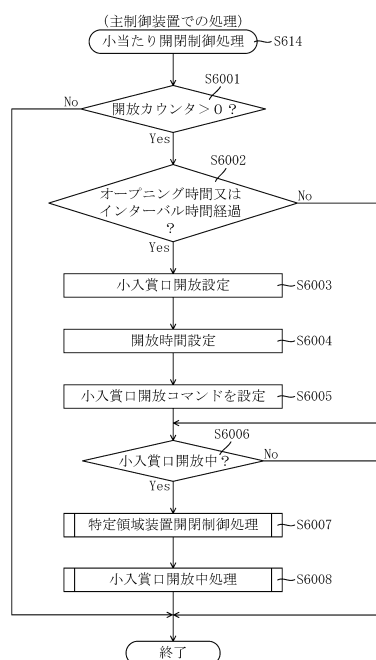 (主制御装置での処理)
小当たり開閉制御処理
S614
S6001
No
開放カウンタ>0?
Yes
S6002
オープニング時間又は
インターバル時間経過
?
No
Yes
小入賞口開放設定
S6003
開放時間設定
S6004
小入賞口開放コマンドを設定
S6005
S6006
小入賞口開放中?
No
Yes
特定領域装置開閉制御処理
S6007
小入賞口開放中処理
S6008
終了